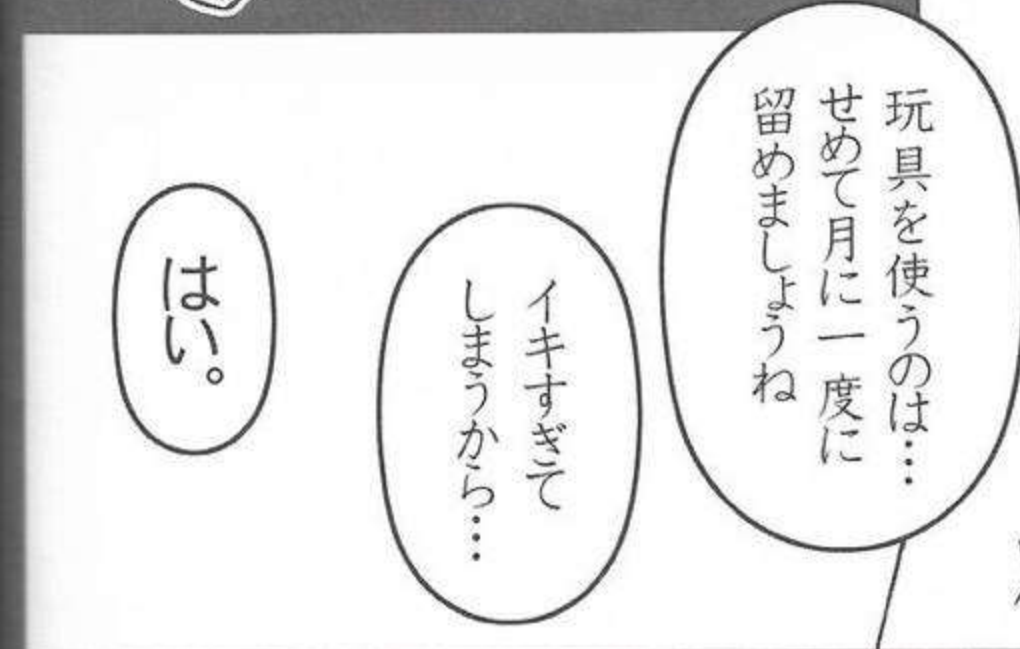 玩具を使うのは…
せめて月に一度に
留めましょうね
イキすぎて
しまうから…
はい。